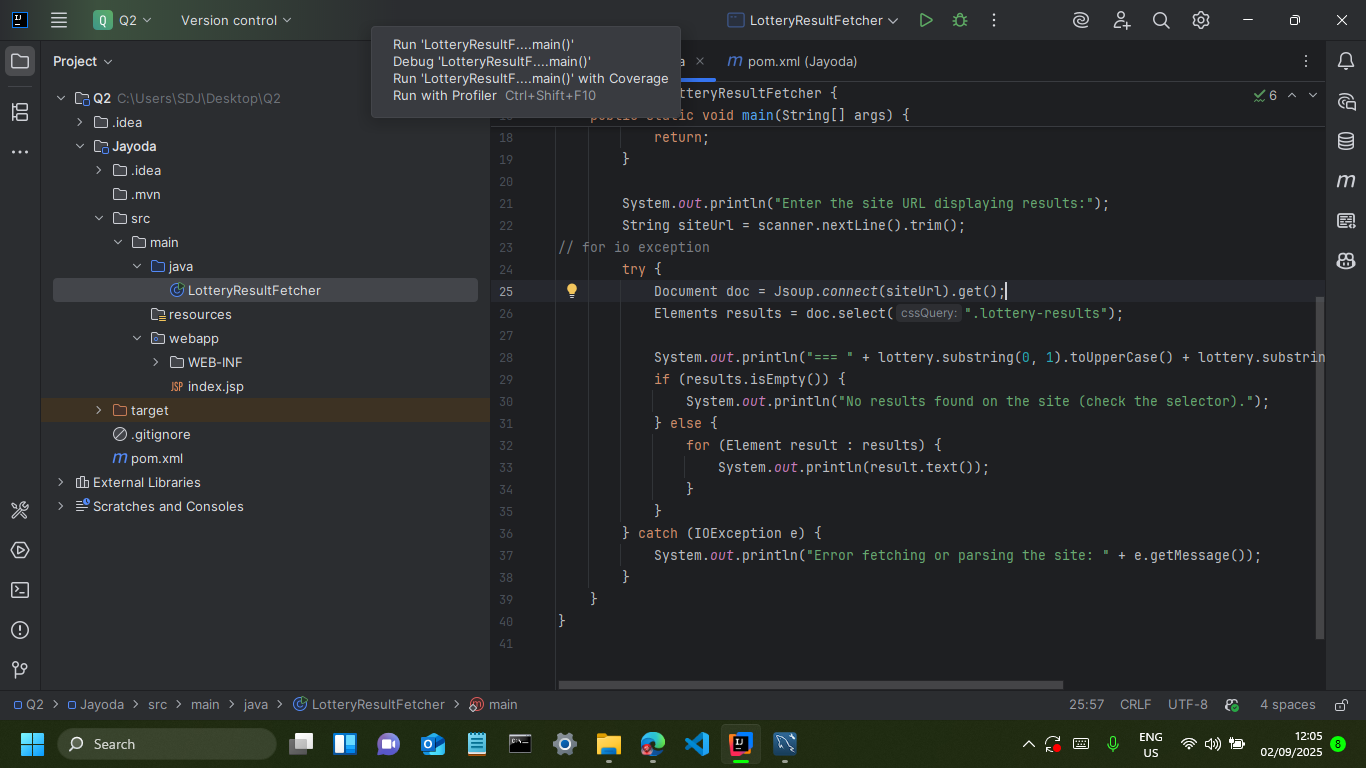 Q Q2 Version control LotteryResultFetcher
Run 'LotteryResultF....main()'
Debug 'LotteryResultF....main()'
Run 'LotteryResultF....main()' with Coverage
Run with Profiler Ctrl+Shift+F10
Project
Q2 C:\Users\SDJ\Desktop\Q2
.idea
Jayoda
.idea
.mvn
src
main
java
LotteryResultFetcher
resources
webapp
WEB-INF
JSP index.jsp
target
.gitignore
m pom.xml
External Libraries
Scratches and Consoles
m pom.xml (Jayoda)
6
tteryResultFetcher {
static void main(String[] args) {
18 return;
19 }
20
21 System.out.println("Enter the site URL displaying results:");
22 String siteUrl = scanner.nextLine().trim();
23 // for io exception
24 try {
25 Document doc = Jsoup.connect(siteUrl).get();
26 Elements results = doc.select( cssQuery: ".lottery-results");
27
28 System.out.println("=== " + lottery.substring(0, 1).toUpperCase() + lottery.substrin
29 if (results.isEmpty()) {
30 System.out.println("No results found on the site (check the selector).");
31 } else {
32 for (Element result : results) {
33 System.out.println(result.text());
34 }
35 }
36 } catch (IOException e) {
37 System.out.println("Error fetching or parsing the site: " + e.getMessage());
38 }
39 }
40 }
41
m
Q2 > Jayoda > src > main > java > LotteryResultFetcher > main 25:57 CRLF UTF-8 4 spaces
Search
ENG
US
12:05
02/09/2025
8